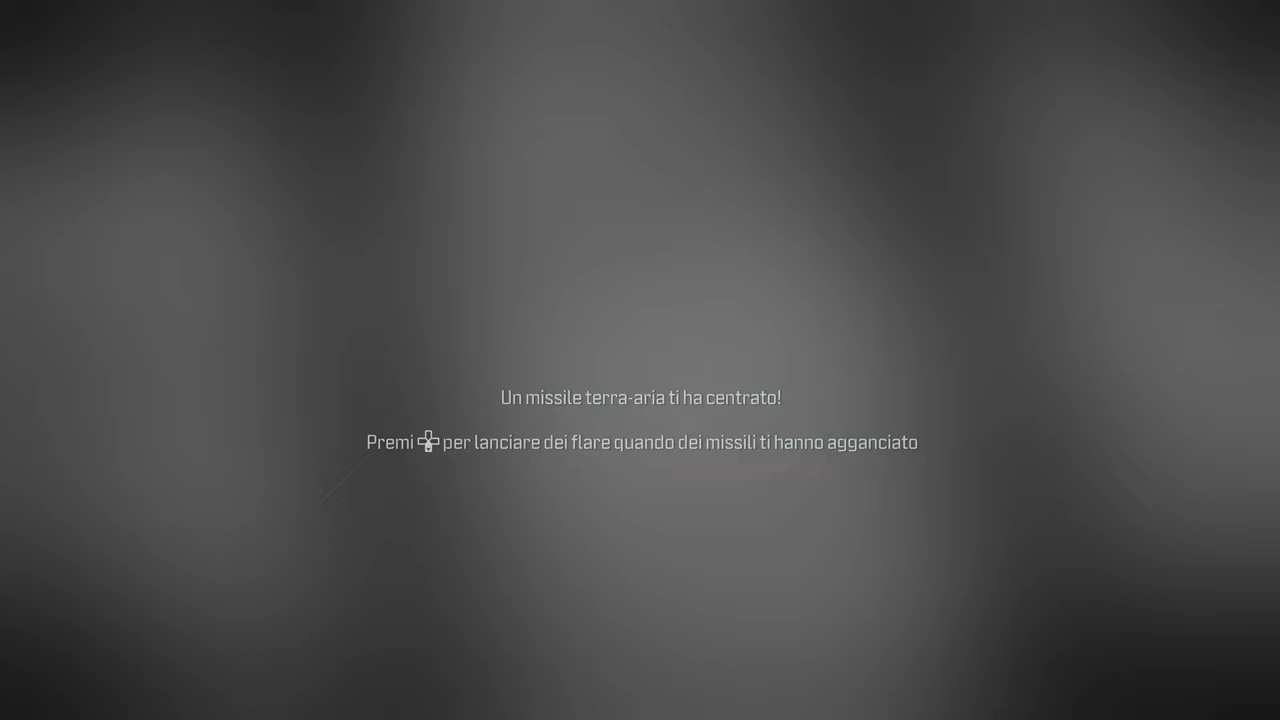 Un missile terra-aria ti ha centrato!
Premi per lanciare dei flare quando dei missili ti hanno agganciato